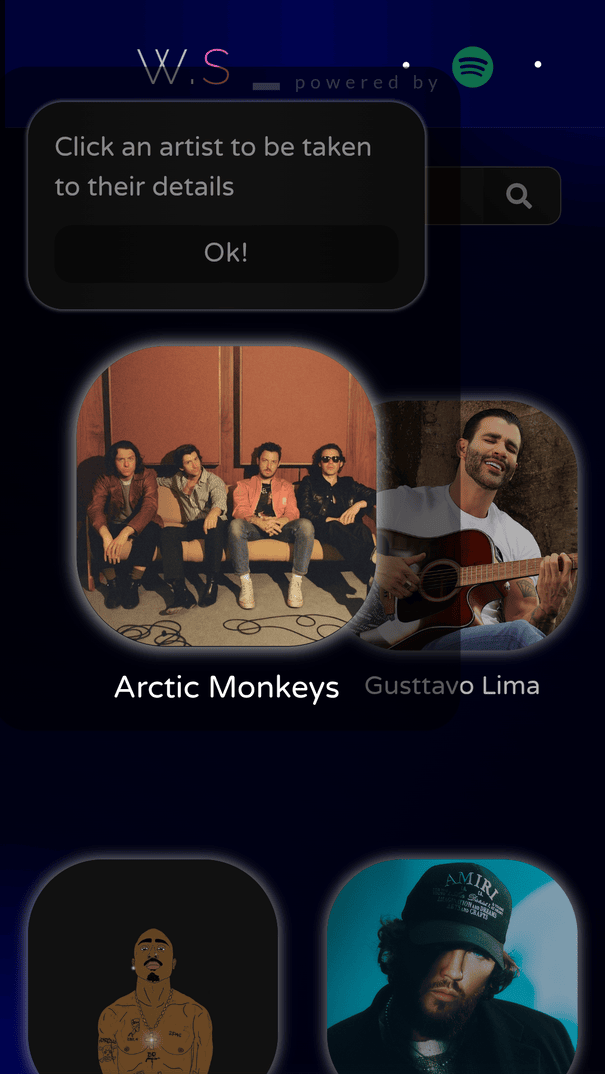 W.S
powered by
Click an artist to be taken
to their details
Ok!
Arctic Monkeys
Gusttavo Lima
AMIRI